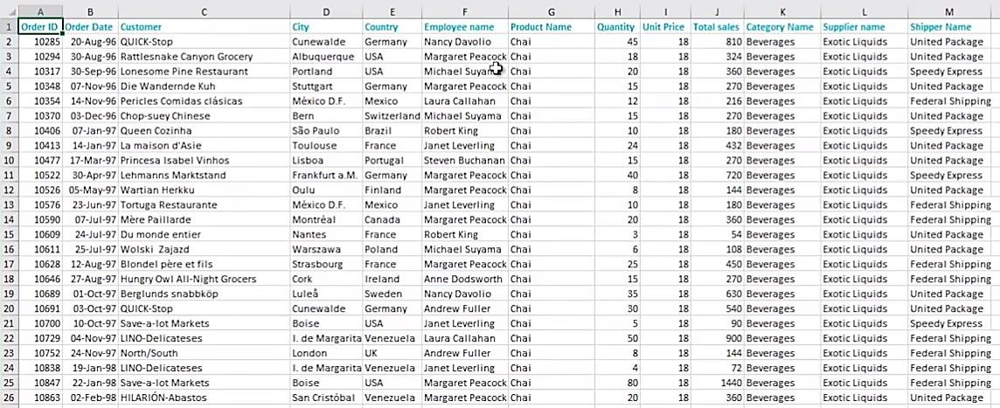 A B C D E F G H I J K L M
1 Order ID Order Date Customer City Country Employee name Product Name Quantity Unit Price Total sales Category Name Supplier name Shipper Name
2 10285 20-Aug-96 QUICK-Stop Cunewalde Germany Nancy Davolio Chai 45 18 810 Beverages Exotic Liquids United Package
3 10294 30-Aug-96 Rattlesnake Canyon Grocery Albuquerque USA Margaret Peacock Chai 18 18 324 Beverages Exotic Liquids United Package
4 10317 30-Sep-96 Lonesome Pine Restaurant Portland USA Michael Suyama Chai 20 18 360 Beverages Exotic Liquids Speedy Express
5 10348 07-Nov-96 Die Wandernde Kuh Stuttgart Germany Margaret Peacock Chai 15 18 270 Beverages Exotic Liquids United Package
6 10354 14-Nov-96 Pericles Comidas clásicas México D.F. Mexico Laura Callahan Chai 12 18 216 Beverages Exotic Liquids Federal Shipping
7 10370 03-Dec-96 Chop-suey Chinese Bern Switzerland Michael Suyama Chai 15 18 270 Beverages Exotic Liquids United Package
8 10406 07-Jan-97 Queen Cozinha São Paulo Brazil Robert King Chai 10 18 180 Beverages Exotic Liquids Speedy Express
9 10413 14-Jan-97 La maison d'Asie Toulouse France Janet Leverling Chai 24 18 432 Beverages Exotic Liquids United Package
10 10477 17-Mar-97 Princesa Isabel Vinhos Lisboa Portugal Steven Buchanan Chai 15 18 270 Beverages Exotic Liquids United Package
11 10522 30-Apr-97 Lehmanns Marktstand Frankfurt a.M. Germany Margaret Peacock Chai 40 18 720 Beverages Exotic Liquids Speedy Express
12 10526 05-May-97 Wartian Herkku Oulu Finland Margaret Peacock Chai 8 18 144 Beverages Exotic Liquids United Package
13 10576 23-Jun-97 Tortuga Restaurante México D.F. Mexico Janet Leverling Chai 10 18 180 Beverages Exotic Liquids Federal Shipping
14 10590 07-Jul-97 Mère Paillarde Montréal Canada Margaret Peacock Chai 20 18 360 Beverages Exotic Liquids Federal Shipping
15 10609 24-Jul-97 Du monde entier Nantes France Robert King Chai 3 18 54 Beverages Exotic Liquids United Package
16 10611 25-Jul-97 Wolski Zajazd Warszawa Poland Michael Suyama Chai 6 18 108 Beverages Exotic Liquids United Package
17 10628 12-Aug-97 Blondel père et fils Strasbourg France Margaret Peacock Chai 25 18 450 Beverages Exotic Liquids Federal Shipping
18 10646 27-Aug-97 Hungry Owl All-Night Grocers Cork Ireland Anne Dodsworth Chai 15 18 270 Beverages Exotic Liquids Federal Shipping
19 10689 01-Oct-97 Berglunds snabbköp Luleå Sweden Nancy Davolio Chai 35 18 630 Beverages Exotic Liquids United Package
20 10691 03-Oct-97 QUICK-Stop Cunewalde Germany Andrew Fuller Chai 30 18 540 Beverages Exotic Liquids United Package
21 10700 10-Oct-97 Save-a-lot Markets Boise USA Janet Leverling Chai 5 18 90 Beverages Exotic Liquids Speedy Express
22 10729 04-Nov-97 LINO-Delicateses I. de Margarita Venezuela Laura Callahan Chai 50 18 900 Beverages Exotic Liquids Federal Shipping
23 10752 24-Nov-97 North/South London UK Andrew Fuller Chai 8 18 144 Beverages Exotic Liquids Federal Shipping
24 10838 19-Jan-98 LINO-Delicateses I. de Margarita Venezuela Janet Leverling Chai 4 18 72 Beverages Exotic Liquids Federal Shipping
25 10847 22-Jan-98 Save-a-lot Markets Boise USA Margaret Peacock Chai 80 18 1440 Beverages Exotic Liquids Federal Shipping
26 10863 02-Feb-98 HILARIÓN-Abastos San Cristóbal Venezuela Margaret Peacock Chai 20 18 360 Beverages Exotic Liquids United Package